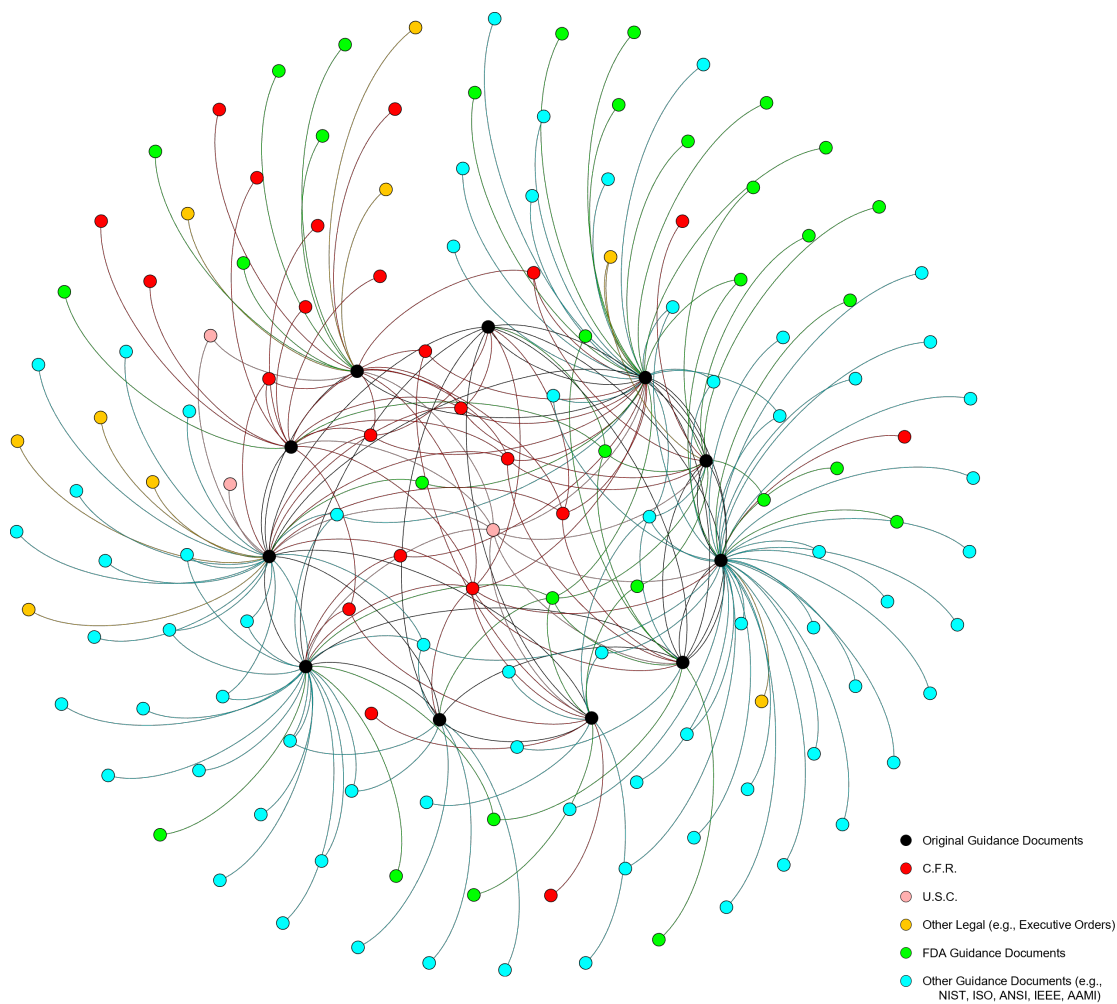 Original Guidance Documents
C.F.R.
U.S.C.
Other Legal (e.g., Executive Orders)
FDA Guidance Documents
Other Guidance Documents (e.g.,
NIST, ISO, ANSI, IEEE, AAMI)